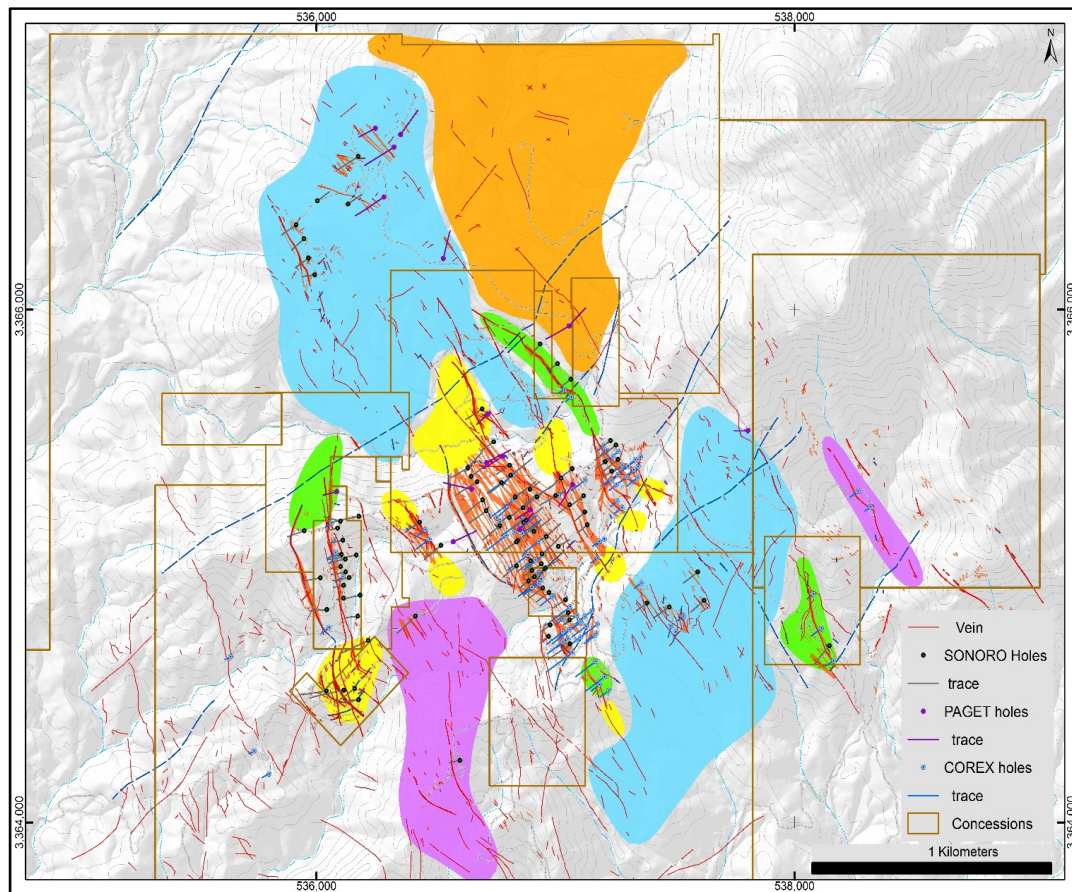 536,000
538,000
N
3,366,000
3,366,000
Vein
SONORO Holes
trace
PAGET holes
trace
COREX holes
trace
Concessions
3,364,000
3,364,000
1 Kilometers
536,000
538,000